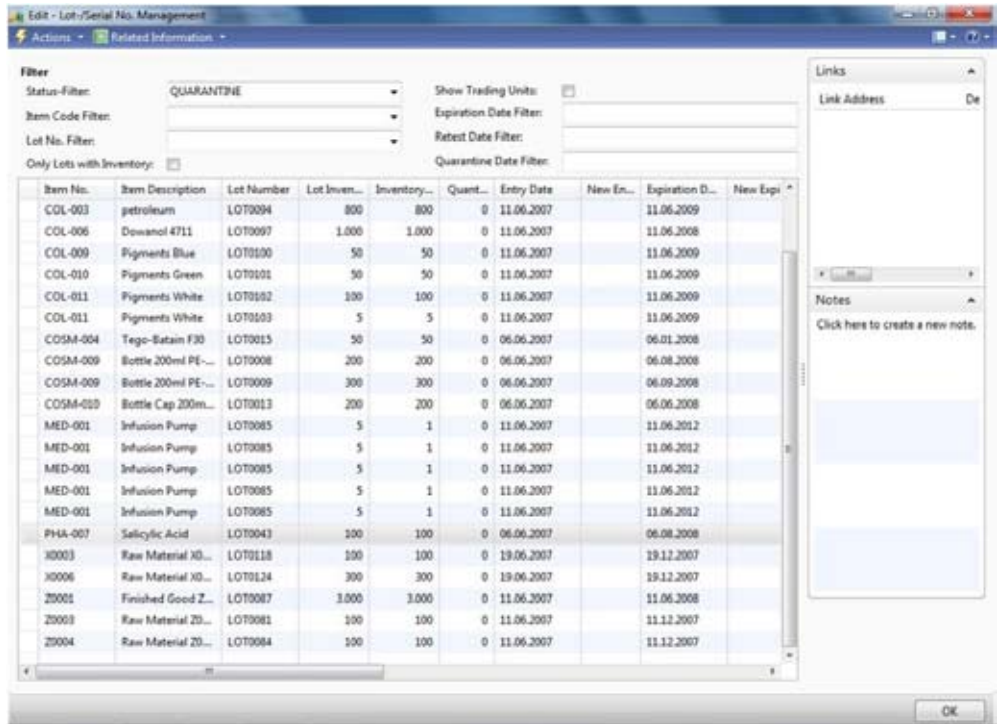 Edit - Lot-/Serial No. Management
Actions Related Information
Filter
Status-Filter: QUARANTINE Show Trading Units:
Item Code Filter: Expiration Date Filter:
Lot No. Filter: Retest Date Filter:
Only Lots with Inventory: Quarantine Date Filter:
Item No. Item Description Lot Number Lot Inven... Inventory... Quant... Entry Date New En... Expiration D... New Expi
COL-003 petroleum LOT0094 800 800 0 11.06.2007 11.06.2009
COL-006 Dowanol 4711 LOT0097 1.000 1.000 0 11.06.2007 11.06.2008
COL-009 Pigments Blue LOT0100 50 50 0 11.06.2007 11.06.2009
COL-010 Pigments Green LOT0101 50 50 0 11.06.2007 11.06.2009
COL-011 Pigments White LOT0102 100 100 0 11.06.2007 11.06.2009
COL-011 Pigments White LOT0103 5 5 0 11.06.2007 11.06.2009
COSM-004 Tego-Batain F30 LOT0015 50 50 0 06.06.2007 06.01.2008
COSM-009 Bottle 200ml PE-... LOT0008 200 200 0 06.06.2007 06.08.2008
COSM-009 Bottle 200ml PE-... LOT0009 300 300 0 06.06.2007 06.09.2008
COSM-010 Bottle Cap 200m... LOT0013 200 200 0 06.06.2007 06.06.2008
MED-001 Infusion Pump LOT0085 5 1 0 11.06.2007 11.06.2012
MED-001 Infusion Pump LOT0085 5 1 0 11.06.2007 11.06.2012
MED-001 Infusion Pump LOT0085 5 1 0 11.06.2007 11.06.2012
MED-001 Infusion Pump LOT0085 5 1 0 11.06.2007 11.06.2012
MED-001 Infusion Pump LOT0085 5 1 0 11.06.2007 11.06.2012
PHA-007 Salicylic Acid LOT0043 100 100 0 06.06.2007 06.08.2008
X0003 Raw Material X0... LOT0118 100 100 0 19.06.2007 19.12.2007
X0006 Raw Material X0... LOT0124 300 300 0 19.06.2007 19.12.2007
Z0001 Finished Good Z... LOT0087 3.000 3.000 0 11.06.2007 11.06.2008
Z0003 Raw Material Z0... LOT0081 100 100 0 11.06.2007 11.12.2007
Z0004 Raw Material Z0... LOT0084 100 100 0 11.06.2007 11.12.2007
Links
Link Address De
Notes
Click here to create a new note.
OK